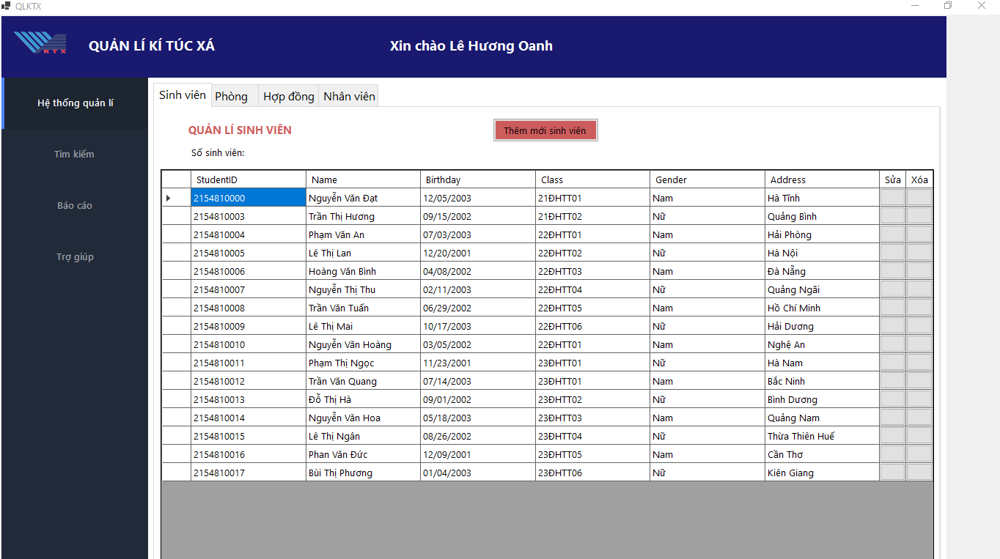 QLKTX
KTX
QUẢN LÍ KÍ TÚC XÁ
Xin chào Lê Hương Oanh
Hệ thống quản lí
Tìm kiếm
Báo cáo
Trợ giúp
Sinh viên Phòng Hợp đồng Nhân viên
QUẢN LÍ SINH VIÊN
Thêm mới sinh viên
Số sinh viên:
StudentID Name Birthday Class Gender Address Sửa Xóa
2154810000 Nguyễn Văn Đạt 12/05/2003 21ĐHTT01 Nam Hà Tĩnh
2154810003 Trần Thị Hương 09/15/2002 21ĐHTT02 Nữ Quảng Bình
2154810004 Phạm Văn An 07/03/2003 22ĐHTT01 Nam Hải Phòng
2154810005 Lê Thị Lan 12/20/2001 22ĐHTT02 Nữ Hà Nội
2154810006 Hoàng Văn Bình 04/08/2002 22ĐHTT03 Nam Đà Nẵng
2154810007 Nguyễn Thị Thu 02/11/2003 22ĐHTT04 Nữ Quảng Ngãi
2154810008 Trần Văn Tuấn 06/29/2002 22ĐHTT05 Nam Hồ Chí Minh
2154810009 Lê Thị Mai 10/17/2003 22ĐHTT06 Nữ Hải Dương
2154810010 Nguyễn Văn Hoàng 03/05/2002 22ĐHTT01 Nam Nghệ An
2154810011 Phạm Thị Ngọc 11/23/2001 23ĐHTT01 Nữ Hà Nam
2154810012 Trần Văn Quang 07/14/2003 23ĐHTT01 Nam Bắc Ninh
2154810013 Đỗ Thị Hà 09/01/2002 23ĐHTT02 Nữ Bình Dương
2154810014 Nguyễn Văn Hoa 05/18/2003 23ĐHTT03 Nam Quảng Nam
2154810015 Lê Thị Ngân 08/26/2002 23ĐHTT04 Nữ Thừa Thiên Huế
2154810016 Phan Văn Đức 12/09/2001 23ĐHTT05 Nam Cần Thơ
2154810017 Bùi Thị Phương 01/04/2003 23ĐHTT06 Nữ Kiên Giang